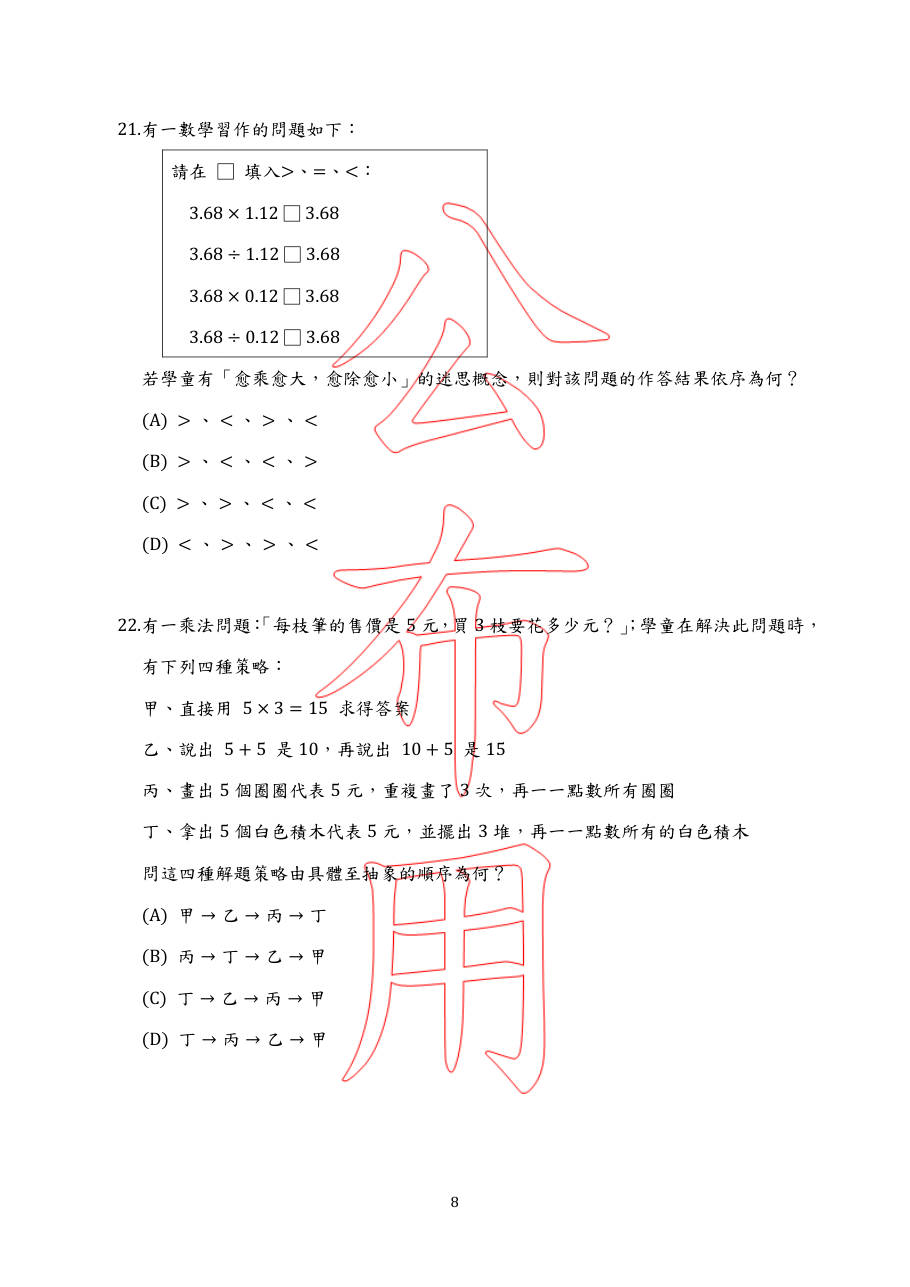 21.有一數學習作的問題如下：
請在 □ 填入>、=、<：
3.68 × 1.12 □ 3.68
3.68 ÷ 1.12 □ 3.68
3.68 × 0.12 □ 3.68
3.68 ÷ 0.12 □ 3.68
若學童有「愈乘愈大，愈除愈小」的迷思概念，則對該問題的作答結果依序為何？
(A) >、<、>、<
(B) >、<、<、>
(C) >、>、<、<
(D) <、>、>、<
22.有一乘法問題：「每枝筆的售價是 5 元，買 3 枝要花多少元？」；學童在解決此問題時，
有下列四種策略：
甲、直接用 5 × 3 = 15 求得答案
乙、說出 5 + 5 是 10，再說出 10 + 5 是 15
丙、畫出 5 個圈圈代表 5 元，重複畫了 3 次，再一一點數所有圈圈
丁、拿出 5 個白色積木代表 5 元，並擺出 3 堆，再一一點數所有的白色積木
問這四種解題策略由具體至抽象的順序為何？
(A) 甲 → 乙 → 丙 → 丁
(B) 丙 → 丁 → 乙 → 甲
(C) 丁 → 乙 → 丙 → 甲
(D) 丁 → 丙 → 乙 → 甲
公布用
8